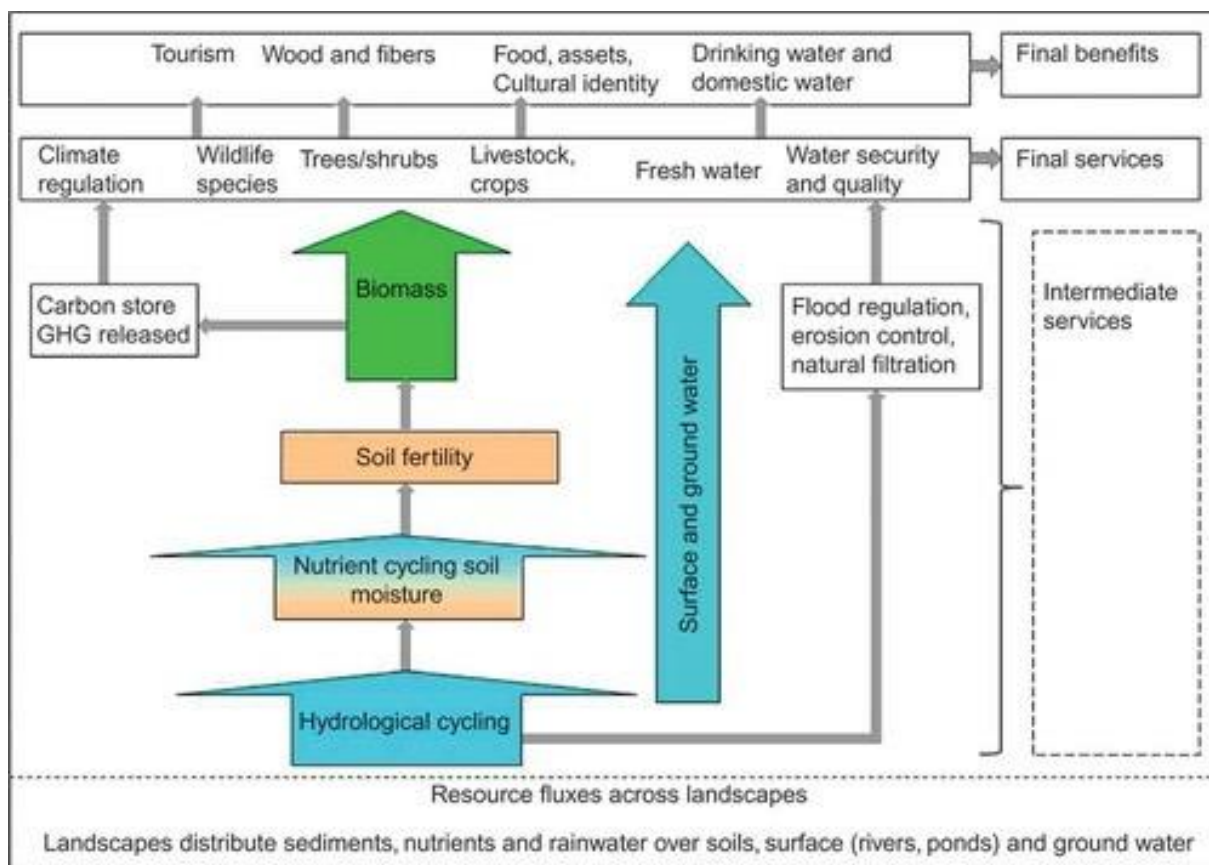 Tourism
Wood and fibers
Food, assets,
Cultural identity
Drinking water and
domestic water
Final benefits
Climate
regulation
Wildlife
species
Trees/shrubs
Livestock,
crops
Fresh water
Water security
and quality
Final services
Biomass
Carbon store
GHG released
Flood regulation,
erosion control,
natural filtration
Intermediate
services
Surface and ground water
Soil fertility
Nutrient cycling soil
moisture
Hydrological cycling
Resource fluxes across landscapes
Landscapes distribute sediments, nutrients and rainwater over soils, surface (rivers, ponds) and ground water